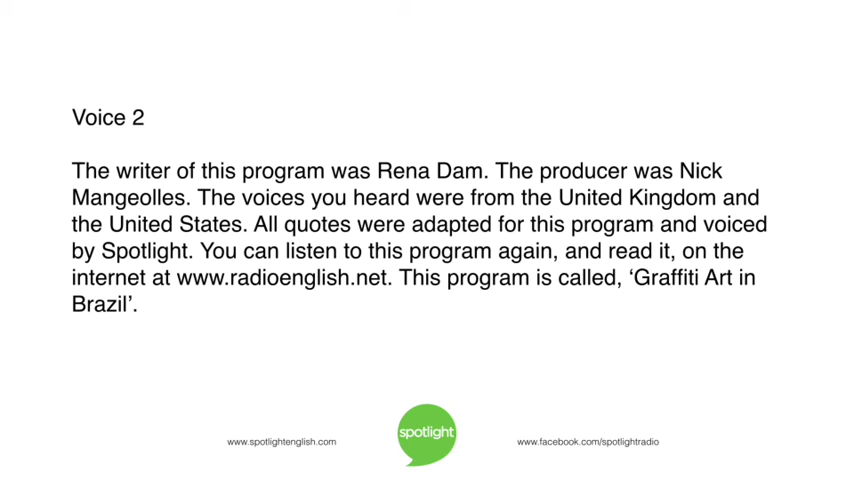 Voice 2
The writer of this program was Rena Dam. The producer was Nick
Mangeolles. The voices you heard were from the United Kingdom and
the United States. All quotes were adapted for this program and voiced
by Spotlight. You can listen to this program again, and read it, on the
internet at www.radioenglish.net. This program is called, ‘Graffiti Art in
Brazil’.
www.spotlightenglish.com
spotlight
www.facebook.com/spotlightradio